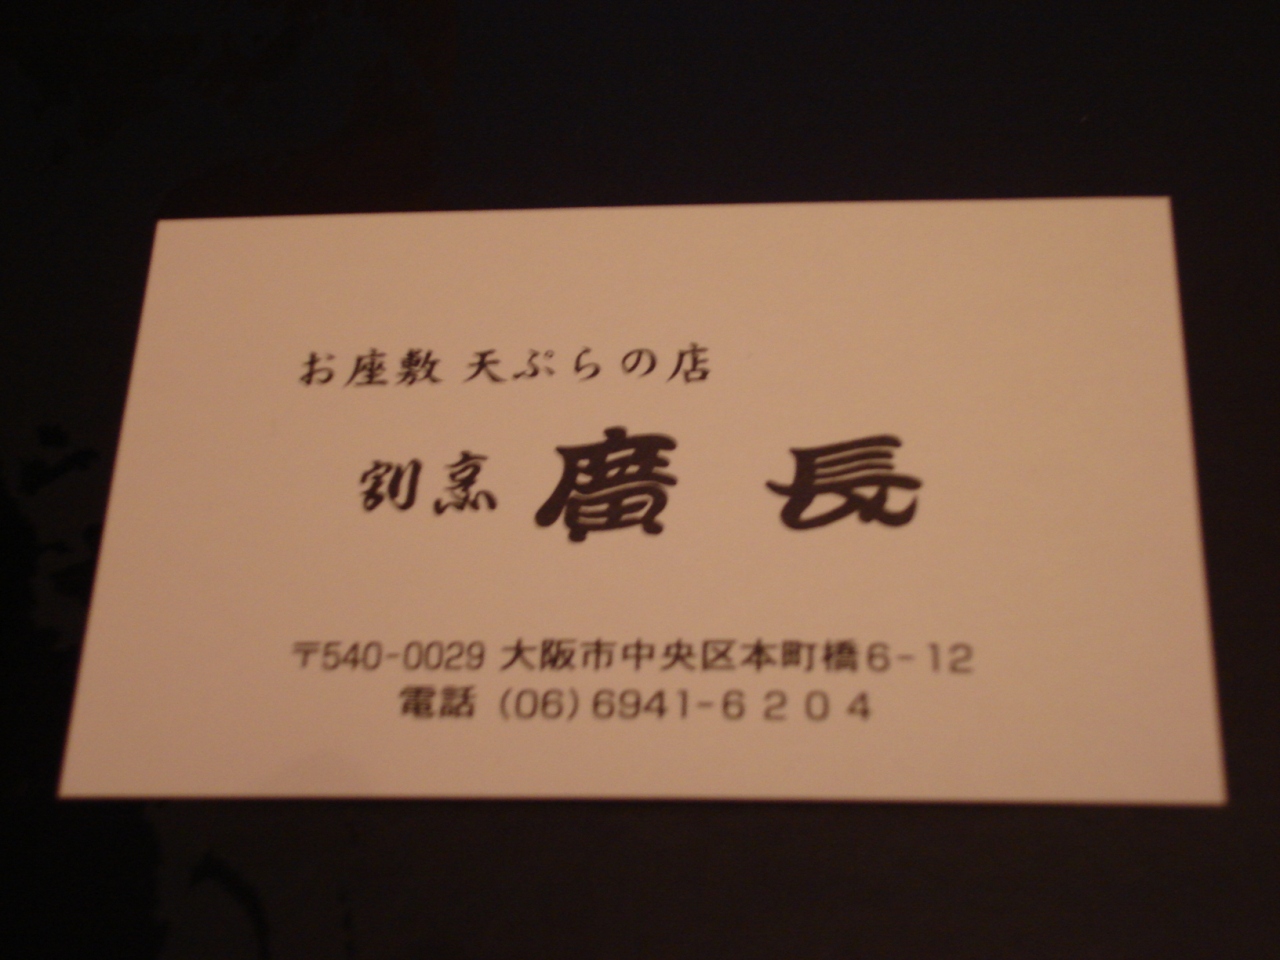 お座敷 天ぷらの店
割烹 廣長
〒540-0029 大阪市中央区本町橋6-12
電話 (06)6941-6204